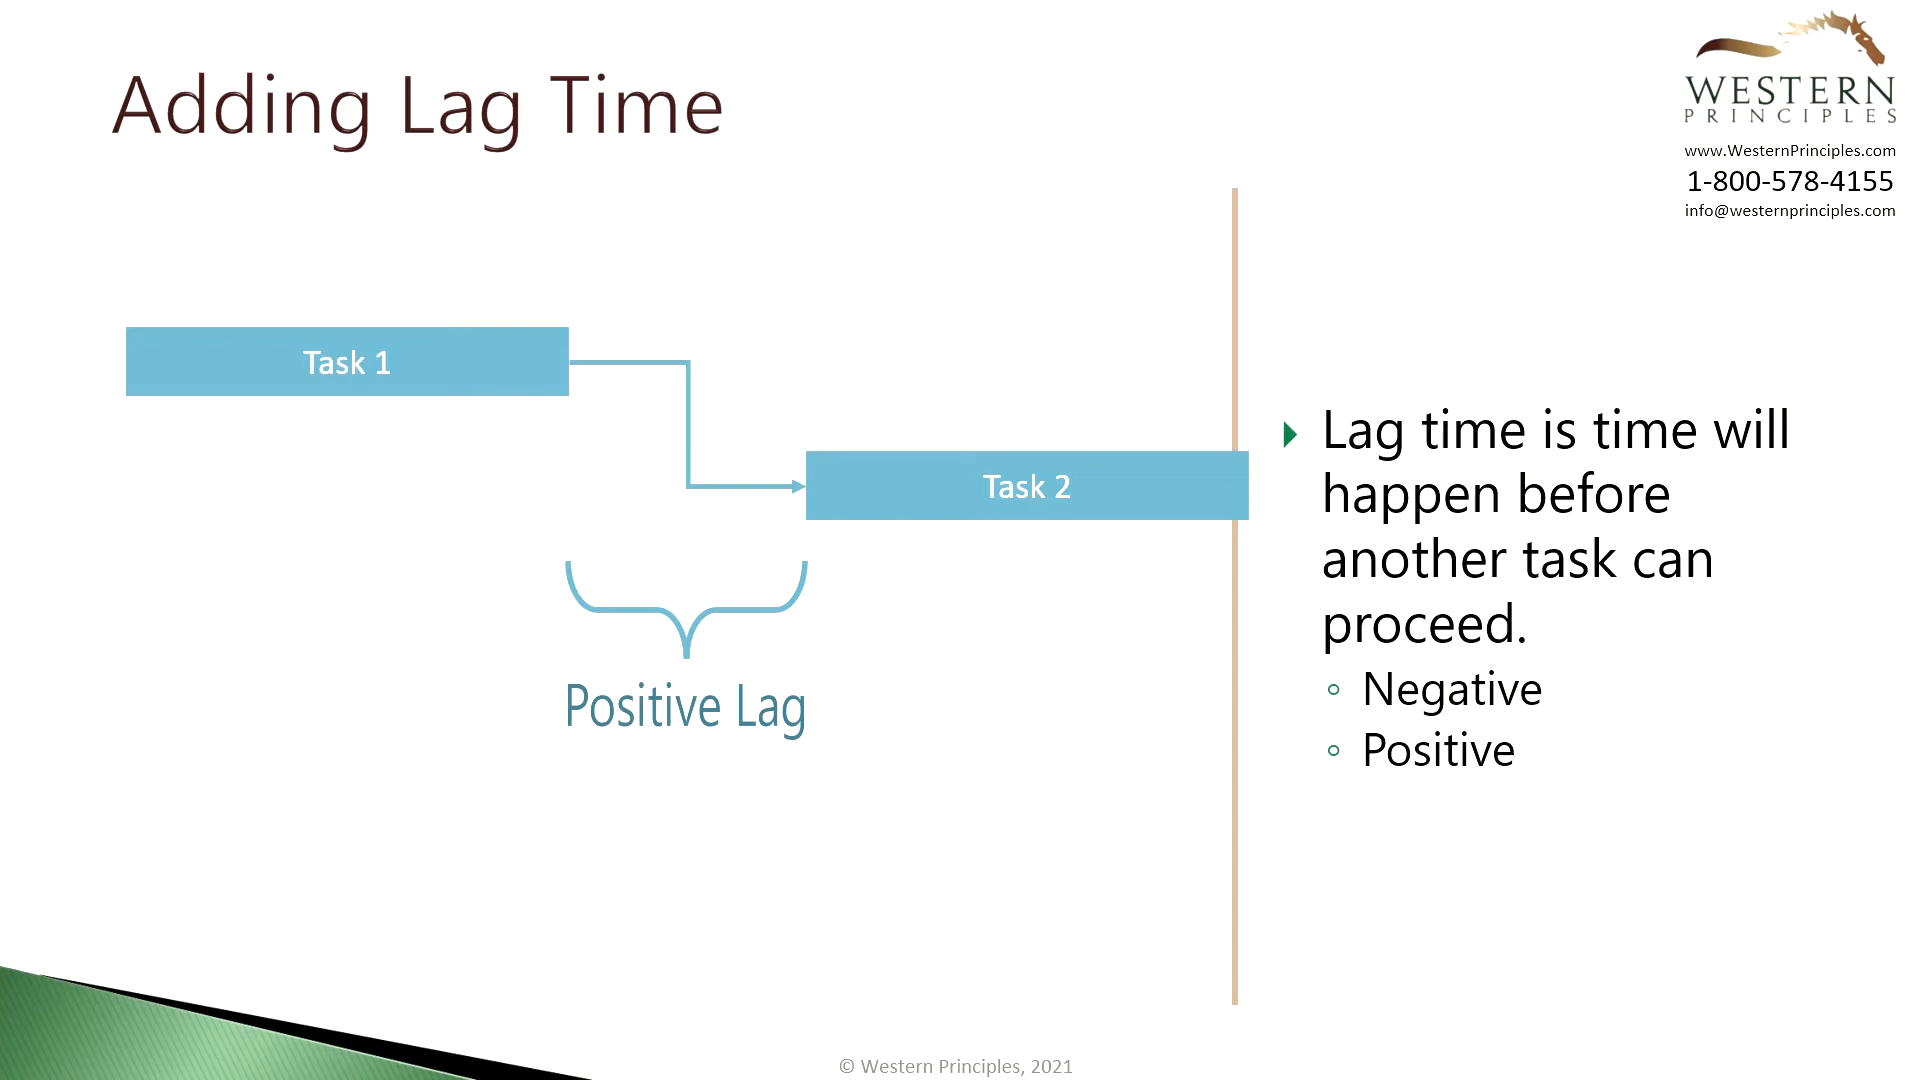 Adding Lag Time
WESTERN
PRINCIPLES
www.WesternPrinciples.com
1-800-578-4155
info@westernprinciples.com
Task 1
Task 2
Positive Lag
Lag time is time will
happen before
another task can
proceed.
Negative
Positive
© Western Principles, 2021